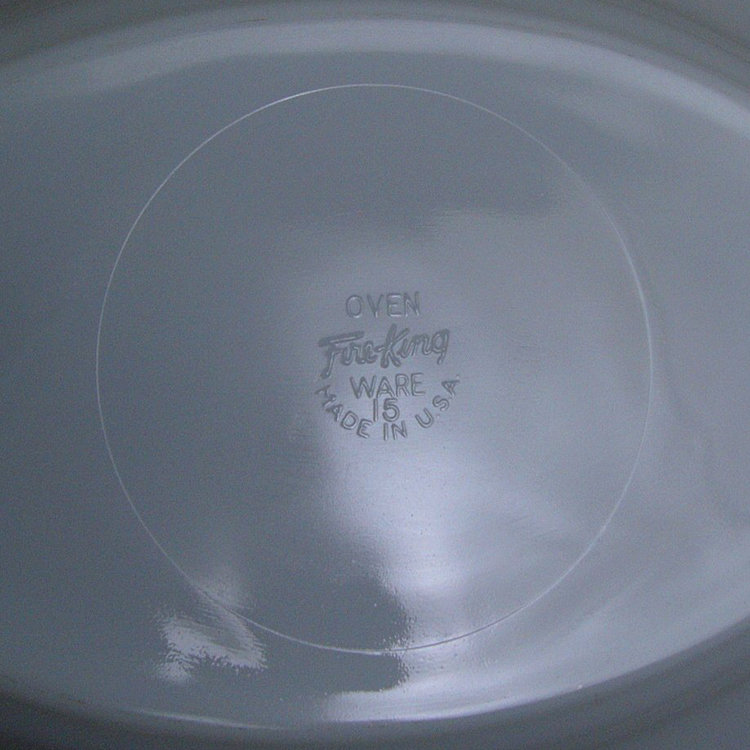 OVEN
Fire-King
WARE
15
MADE IN U.S.A.